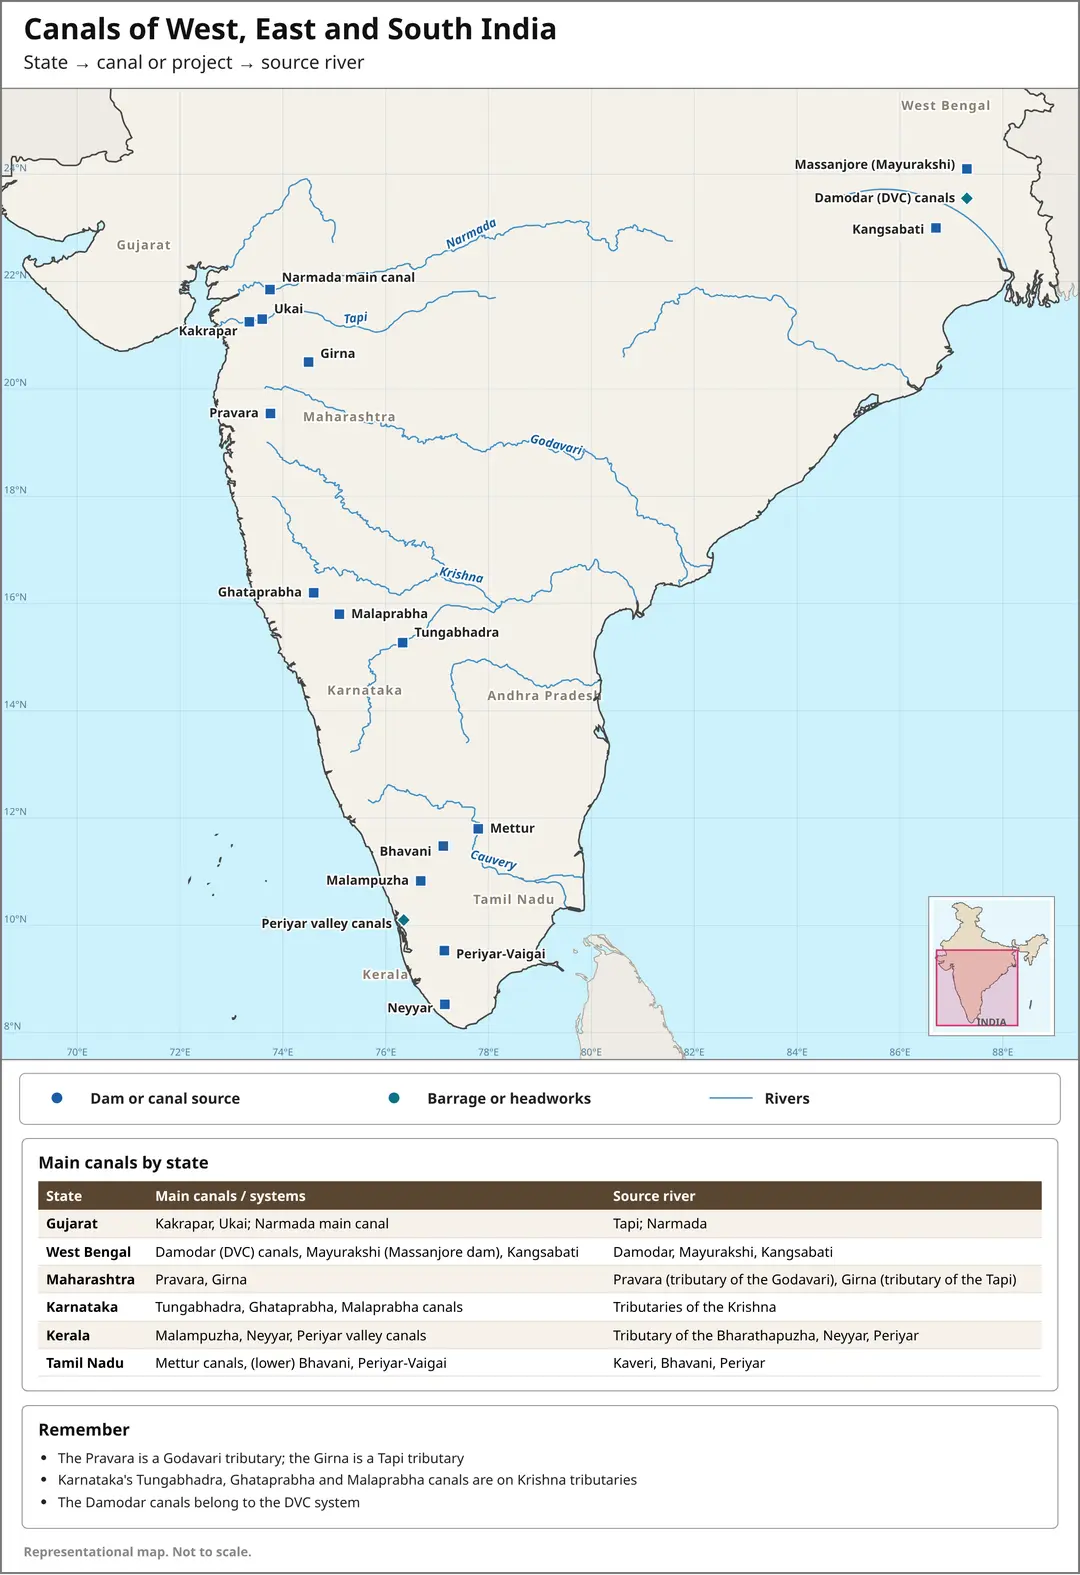 Canals of West, East and South India
State → canal or project → source river
West Bengal
24°N
Massanjore (Mayurakshi)
Damodar (DVC) canals
Kangsabati
Gujarat
Narmada
22°N
Narmada main canal
Ukai
Tapi
Kakrapar
Girna
20°N
Pravara
Maharashtra
Godavari
18°N
Krishna
Ghataprabha
16°N
Malaprabha
Tungabhadra
Karnataka
Andhra Pradesh
14°N
12°N
Mettur
Bhavani
Cauvery
Malampuzha
Tamil Nadu
10°N
Periyar valley canals
Periyar-Vaigai
Kerala
Neyyar
INDIA
8°N
70°E 72°E 74°E 76°E 78°E 80°E 82°E 84°E 86°E 88°E
Dam or canal source Barrage or headworks Rivers
Main canals by state
State Main canals / systems Source river
Gujarat Kakrapar, Ukai; Narmada main canal Tapi; Narmada
West Bengal Damodar (DVC) canals, Mayurakshi (Massanjore dam), Kangsabati Damodar, Mayurakshi, Kangsabati
Maharashtra Pravara, Girna Pravara (tributary of the Godavari), Girna (tributary of the Tapi)
Karnataka Tungabhadra, Ghataprabha, Malaprabha canals Tributaries of the Krishna
Kerala Malampuzha, Neyyar, Periyar valley canals Tributary of the Bharathapuzha, Neyyar, Periyar
Tamil Nadu Mettur canals, (lower) Bhavani, Periyar-Vaigai Kaveri, Bhavani, Periyar
Remember
• The Pravara is a Godavari tributary; the Girna is a Tapi tributary
• Karnataka's Tungabhadra, Ghataprabha and Malaprabha canals are on Krishna tributaries
• The Damodar canals belong to the DVC system
Representational map. Not to scale.